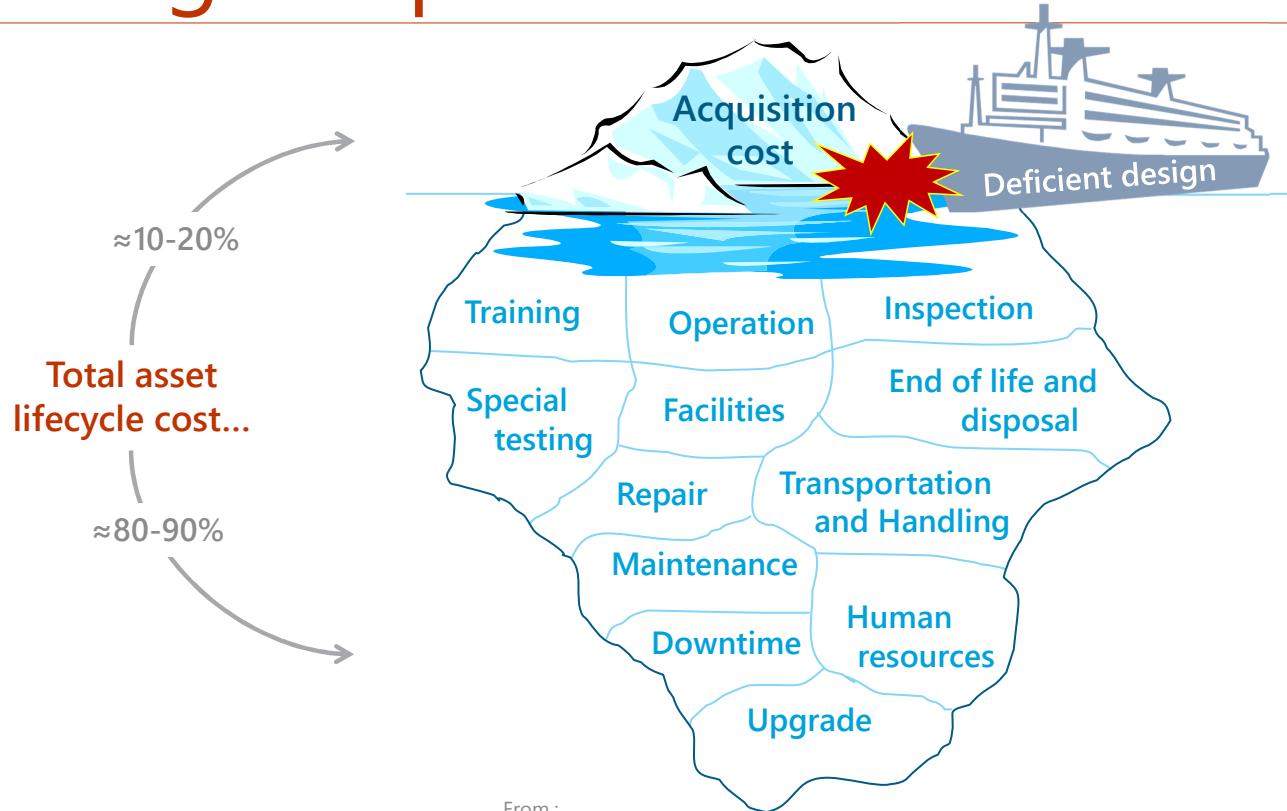 Acquisition
cost
Deficient design
≈10-20%
Total asset
lifecycle cost...
≈80-90%
Training
Operation
Inspection
Special
testing
Facilities
End of life and
disposal
Repair
Transportation
and Handling
Maintenance
Downtime
Human
resources
Upgrade
From :